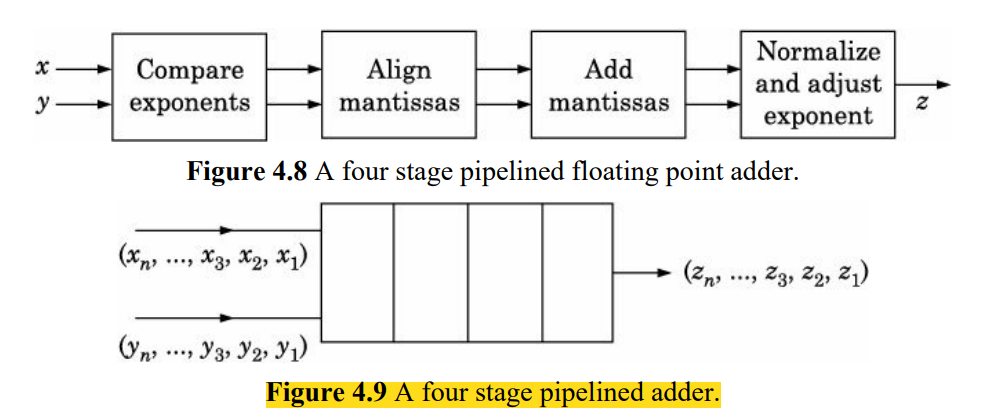 x
y
Compare
exponents
Align
mantissas
Add
mantissas
Normalize
and adjust
exponent
z
Figure 4.8 A four stage pipelined floating point adder.
(xₙ, ..., x₃, x₂, x₁)
(yₙ, ..., y₃, y₂, y₁)
(zₙ, ..., z₃, z₂, z₁)
Figure 4.9 A four stage pipelined adder.